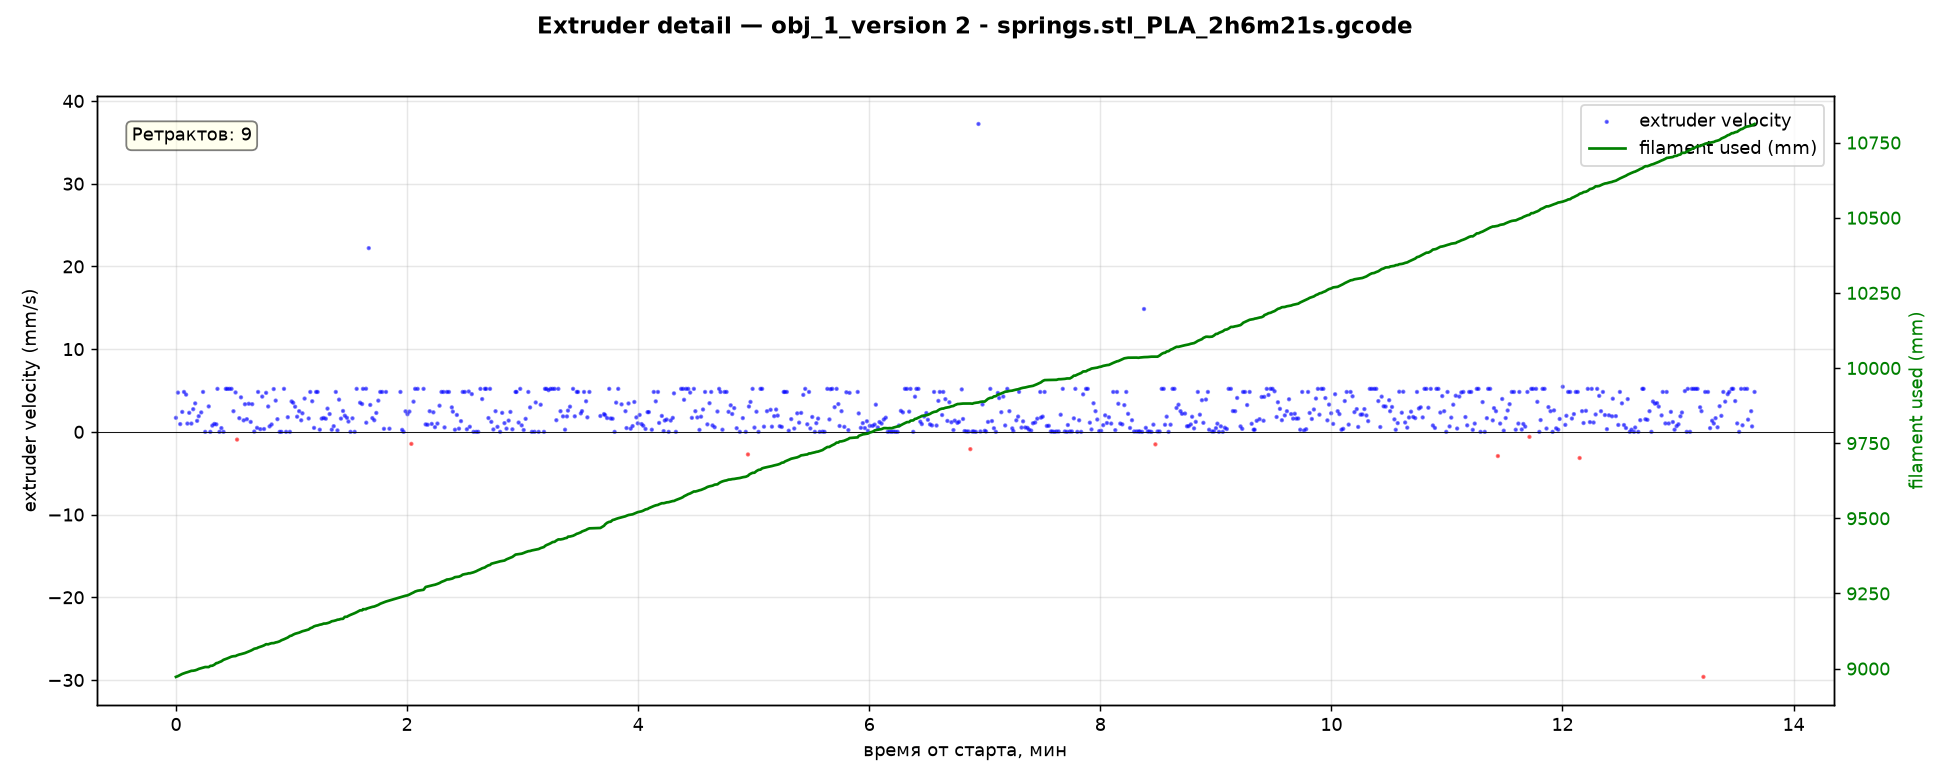 Extruder detail — obj_1_version 2 - springs.stl_PLA_2h6m21s.gcode
Ретрактов: 9
extruder velocity
filament used (mm)
extruder velocity (mm/s)
40
30
20
10
0
−10
−20
−30
10750
10500
10250
10000
9750
9500
9250
9000
filament used (mm)
0 2 4 6 8 10 12 14
время от старта, мин